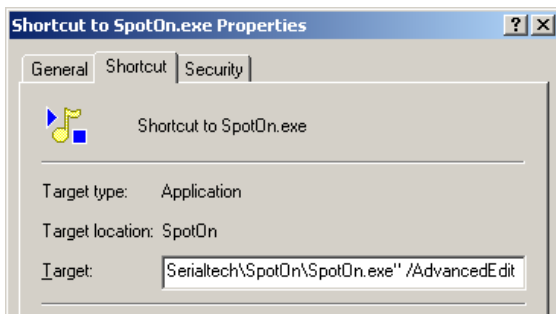 Shortcut to SpotOn.exe Properties
General Shortcut Security
Shortcut to SpotOn.exe
Target type: Application
Target location: SpotOn
Target: Serialtech\SpotOn\SpotOn.exe" /AdvancedEdit